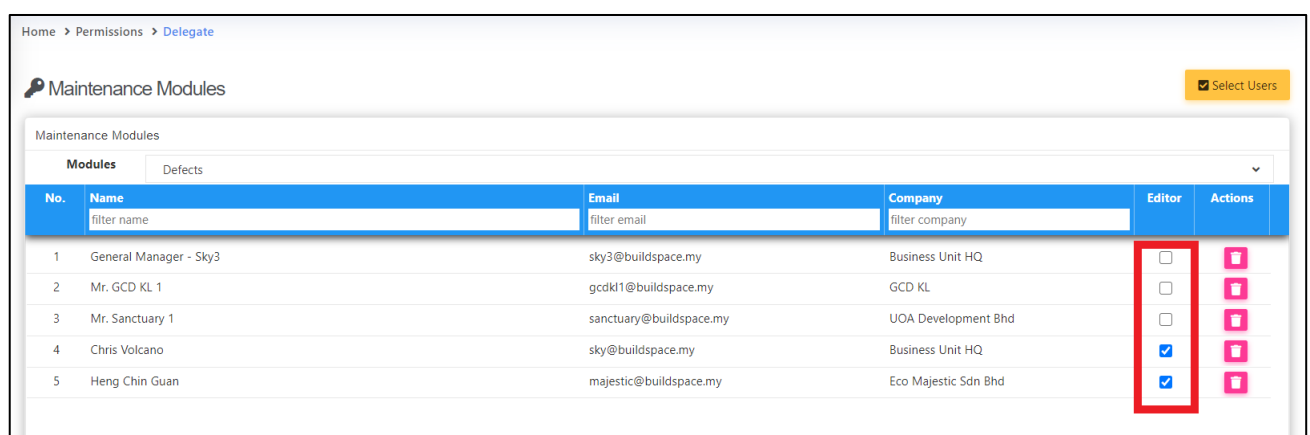 Home > Permissions > Delegate
Maintenance Modules
Select Users
Maintenance Modules
Modules Defects
No. Name Email Company Editor Actions
filter name filter email filter company
1 General Manager - Sky3 sky3@buildspace.my Business Unit HQ
2 Mr. GCD KL 1 gcdkl1@buildspace.my GCD KL
3 Mr. Sanctuary 1 sanctuary@buildspace.my UOA Development Bhd
4 Chris Volcano sky@buildspace.my Business Unit HQ
5 Heng Chin Guan majestic@buildspace.my Eco Majestic Sdn Bhd